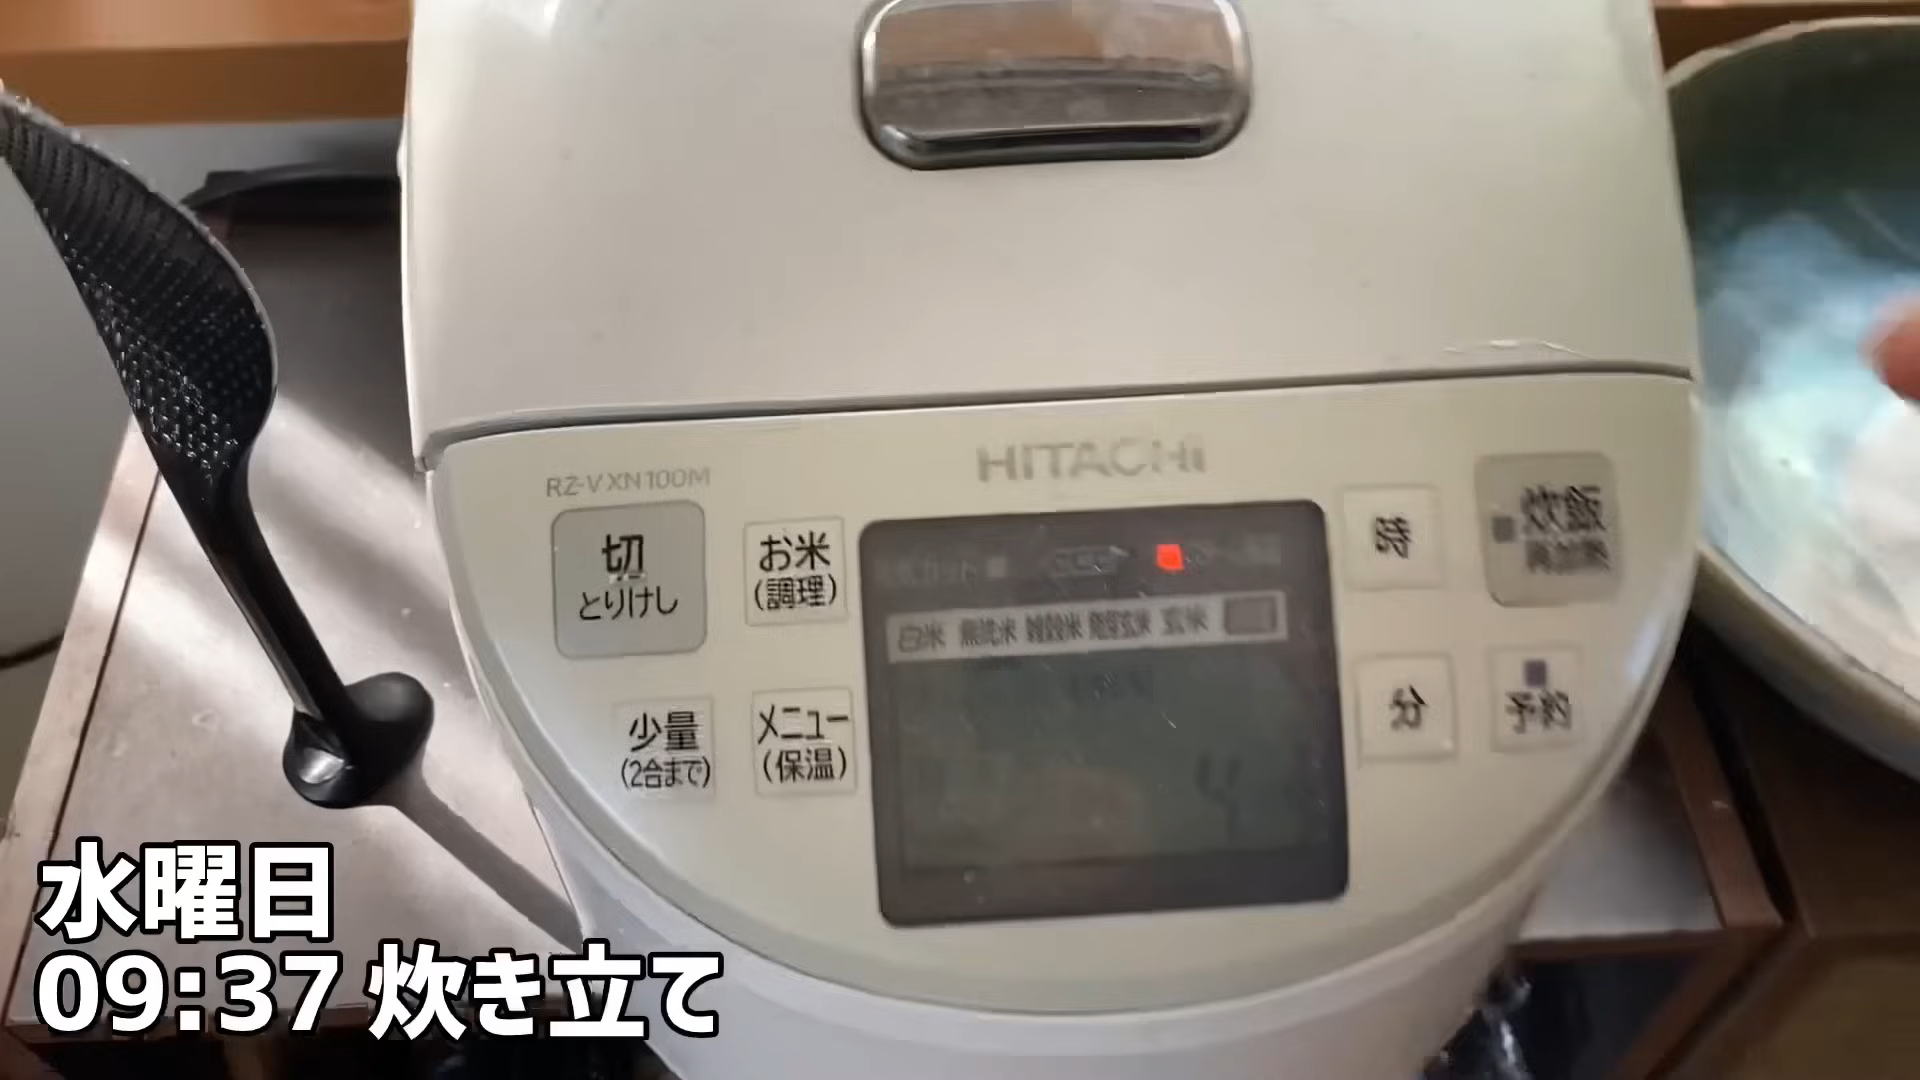 HITACHI
RZ-VXN100M
切
とりけし
お米
(調理)
時
炊飯
再加熱
白米 無洗米 雑穀米 発芽玄米 玄米
少量
(2合まで)
メニュー
(保温)
分
予約
水曜日
09:37 炊き立て